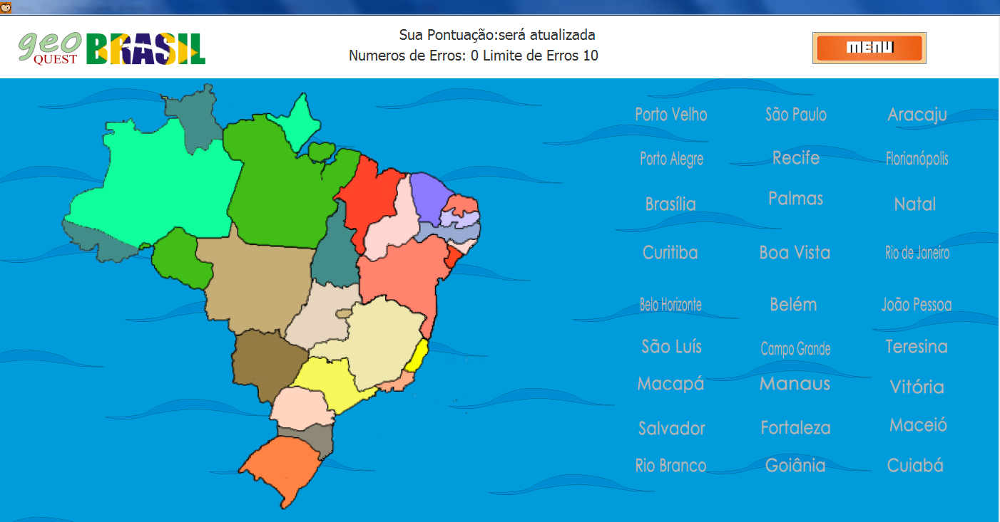 geo BRASIL
QUEST
Sua Pontuação:será atualizada
Numeros de Erros: 0 Limite de Erros 10
MENU
Porto Velho São Paulo Aracaju
Porto Alegre Recife Florianópolis
Brasília Palmas Natal
Curitiba Boa Vista Rio de Janeiro
Belo Horizonte Belém João Pessoa
São Luís Campo Grande Teresina
Macapá Manaus Vitória
Salvador Fortaleza Maceió
Rio Branco Goiânia Cuiabá